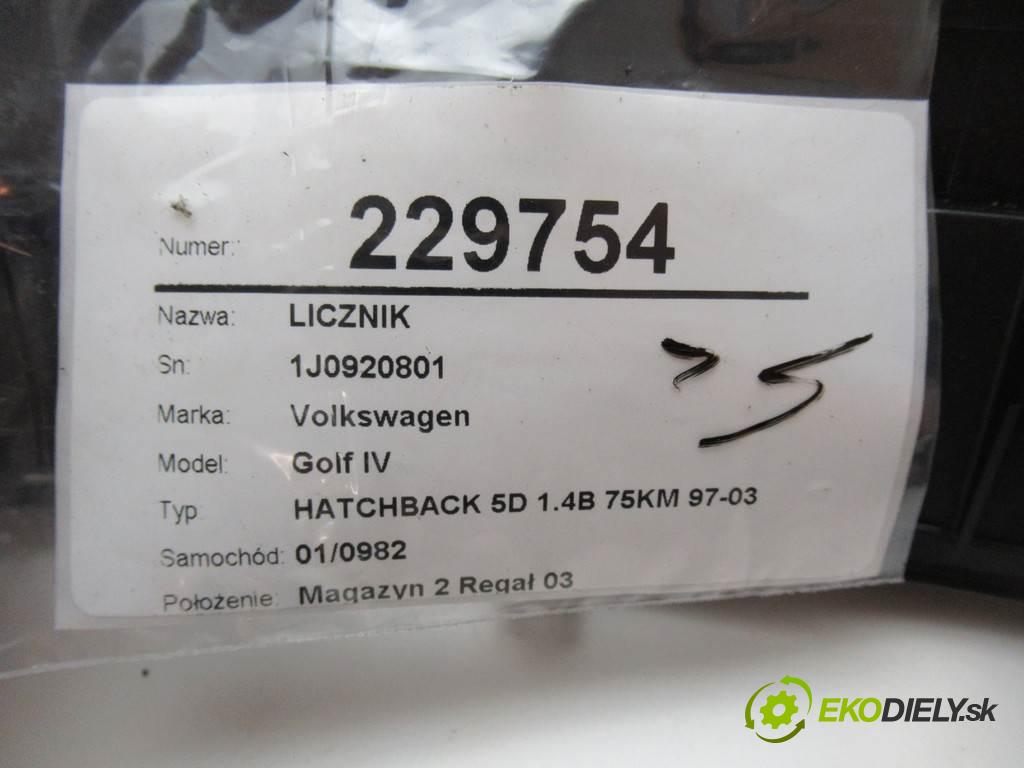 Numer: 229754
Nazwa: LICZNIK
Sn: 1J0920801
Marka: Volkswagen
Model: Golf IV
Typ HATCHBACK 5D 1.4B 75KM 97-03
Samochód: 01/0982
Położenie: Magazyn 2 Regał 03
75
EKODIELY.sk